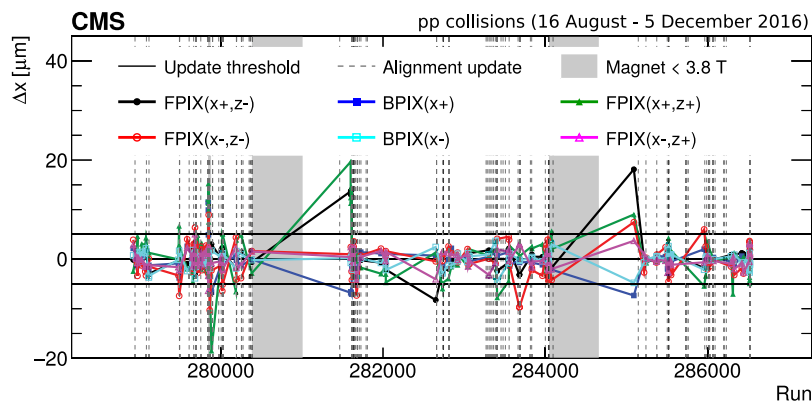 CMS pp collisions (16 August - 5 December 2016)
Δx [μm]
40
Update threshold Alignment update Magnet < 3.8 T
FPIX(x+,z-) BPIX(x+) FPIX(x+,z+)
FPIX(x-,z-) BPIX(x-) FPIX(x-,z+)
20
0
−20
280000 282000 284000 286000
Run